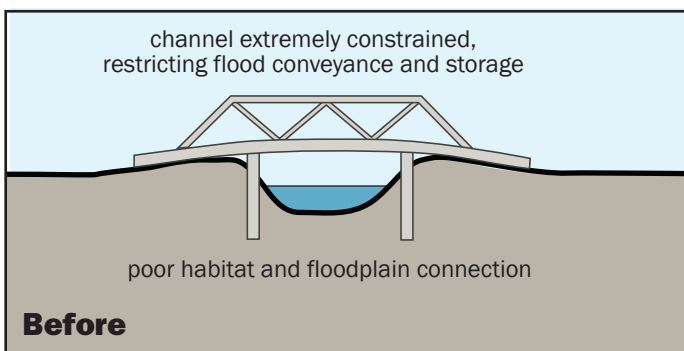 channel extremely constrained,
restricting flood conveyance and storage
poor habitat and floodplain connection
Before